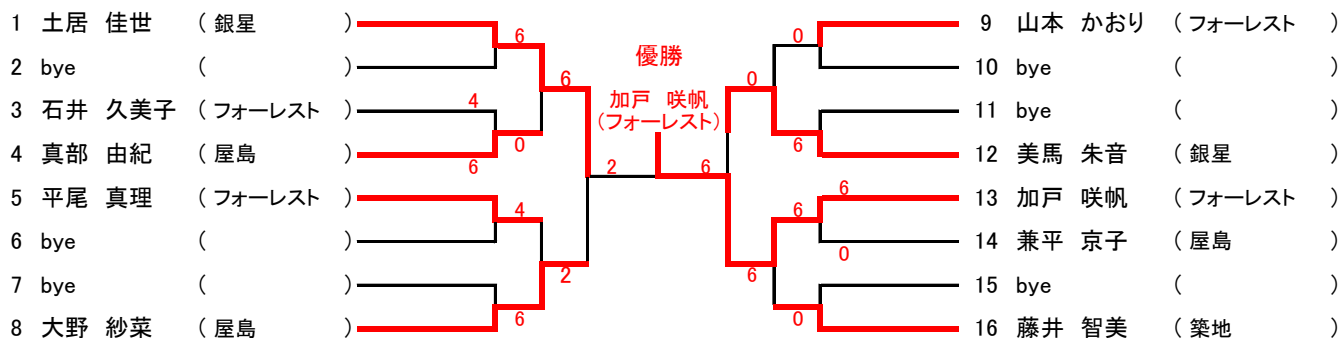 1 土居 佳世 ( 銀星 )
2 bye ( )
3 石井 久美子 ( フォーレスト )
4 真部 由紀 ( 屋島 )
5 平尾 真理 ( フォーレスト )
6 bye ( )
7 bye ( )
8 大野 紗菜 ( 屋島 )
6
4
0
6
4
6
6
2
2
優勝
加戸 咲帆
(フォーレスト)
6
0
6
0
6
6
0
6
0
9 山本 かおり ( フォーレスト )
10 bye ( )
11 bye ( )
12 美馬 朱音 ( 銀星 )
13 加戸 咲帆 ( フォーレスト )
14 兼平 京子 ( 屋島 )
15 bye ( )
16 藤井 智美 ( 築地 )